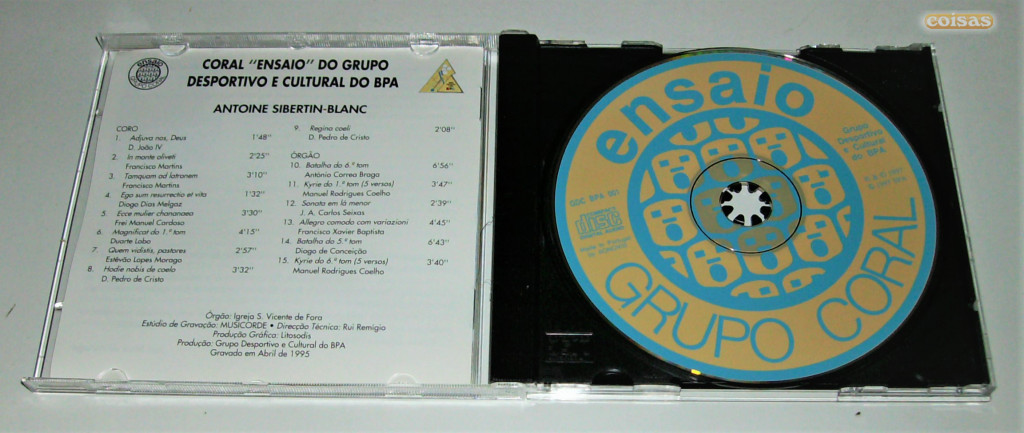 coisas
CORAL "ENSAIO" DO GRUPO
DESPORTIVO E CULTURAL DO BPA
ANTOINE SIBERTIN-BLANC
CORO
1. Adjuva nos, Deus 1'48"
D. João IV
2. In monte oliveti 2'25"
Francisco Martins
3. Tamquam ad latronem 3'10"
Francisco Martins
4. Ego sum resurrectio et vita 1'32"
Diogo Dias Melgaz
5. Ecce mulier chananaea 3'30"
Frei Manuel Cardoso
6. Magnificat do 1.º tom 4'15"
Duarte Lobo
7. Quem vidistis, pastores 2'57"
Estêvão Lopes Morago
8. Hodie nobis de coelo 3'32"
D. Pedro de Cristo
9. Regina coeli 2'08"
D. Pedro de Cristo
ÓRGÃO
10. Batalha do 6.º tom 6'56"
António Correa Braga
11. Kyrie do 1.º tom (5 versos) 3'47"
Manuel Rodrigues Coelho
12. Sonata em lá menor 2'39"
J. A. Carlos Seixas
13. Allegro comodo com variazioni 4'45"
Francisco Xavier Baptista
14. Batalha do 5.º tom 6'43"
Diogo de Conceição
15. Kyrie do 6.º tom (5 versos) 3'40"
Manuel Rodrigues Coelho
Órgão: Igreja S. Vicente de Fora
Estúdio de Gravação: MUSICORDE • Direcção Técnica: Rui Remígio
Produção Gráfica: Litosodis
Produção: Grupo Desportivo e Cultural do BPA
Gravado em Abril de 1995
ensaio
Grupo
Desportivo
e Cultural
do BPA
GDC BPA 001
disc
made in Portugal
GRUPO CORAL